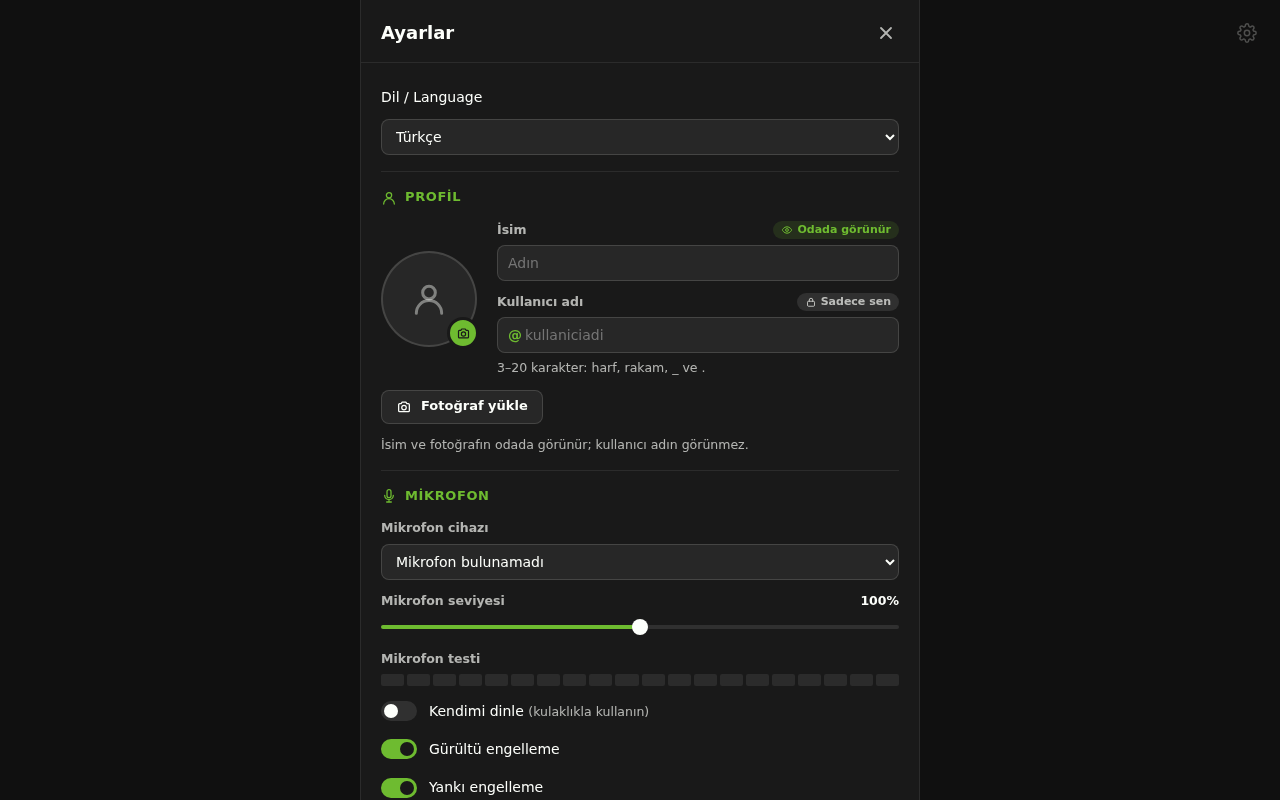 Ayarlar
Dil / Language
Türkçe
PROFİL
İsim
Odada görünür
Adın
Kullanıcı adı
Sadece sen
@ kullaniciadi
3–20 karakter: harf, rakam, _ ve .
Fotoğraf yükle
İsim ve fotoğrafın odada görünür; kullanıcı adın görünmez.
MİKROFON
Mikrofon cihazı
Mikrofon bulunamadı
Mikrofon seviyesi
100%
Mikrofon testi
Kendimi dinle (kulaklıkla kullanın)
Gürültü engelleme
Yankı engelleme